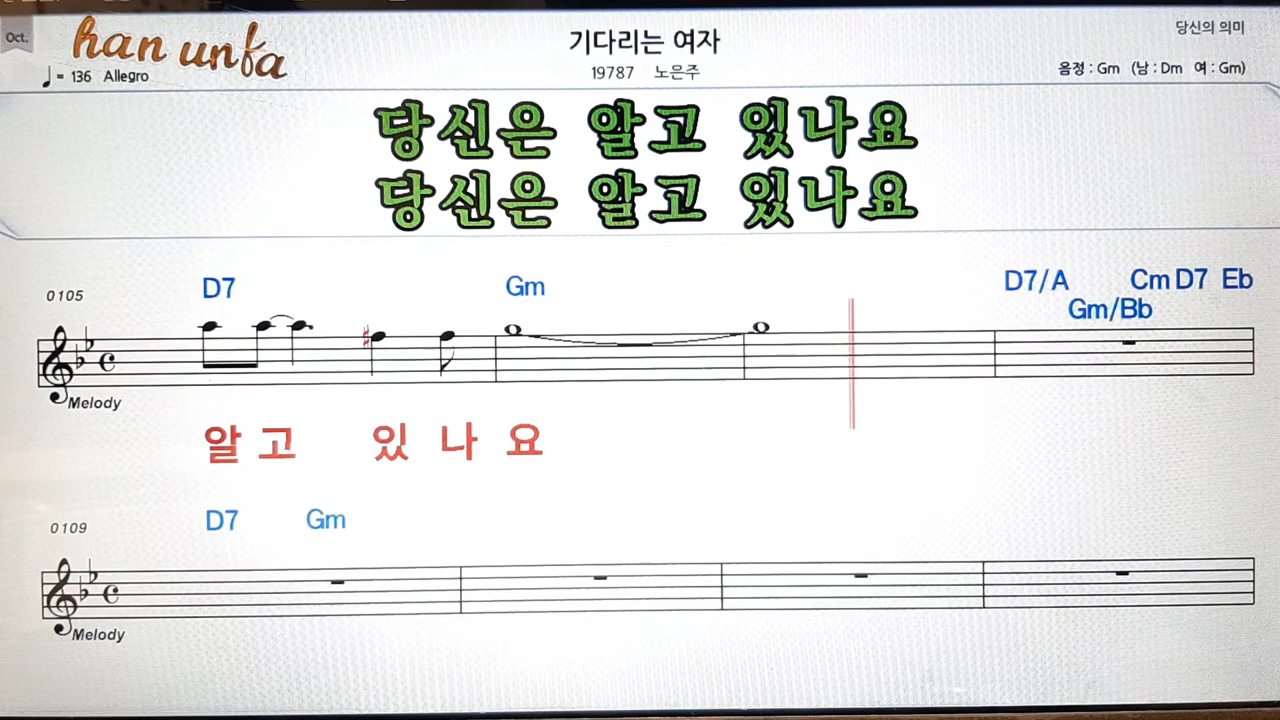 Oct.
han unfa
♩= 136 Allegro
기다리는 여자
19787 노은주
당신의 의미
음정 : Gm (남 : Dm 여 : Gm)
당신은 알고 있나요
당신은 알고 있나요
0105
D7 Gm D7/A Gm/Bb Cm D7 Eb
Melody
알 고 있 나 요
0109
D7 Gm
Melody